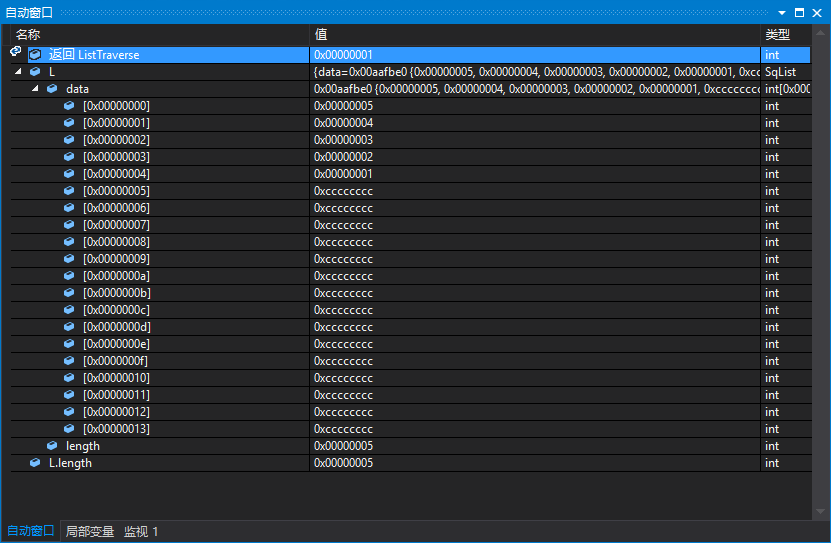 自动窗口
名称 值 类型
返回 ListTraverse 0x00000001 int
L {data=0x00aafbe0 {0x00000005, 0x00000004, 0x00000003, 0x00000002, 0x00000001, 0xcc SqList
data 0x00aafbe0 {0x00000005, 0x00000004, 0x00000003, 0x00000002, 0x00000001, 0xcccccccc int[0x000
[0x00000000] 0x00000005 int
[0x00000001] 0x00000004 int
[0x00000002] 0x00000003 int
[0x00000003] 0x00000002 int
[0x00000004] 0x00000001 int
[0x00000005] 0xcccccccc int
[0x00000006] 0xcccccccc int
[0x00000007] 0xcccccccc int
[0x00000008] 0xcccccccc int
[0x00000009] 0xcccccccc int
[0x0000000a] 0xcccccccc int
[0x0000000b] 0xcccccccc int
[0x0000000c] 0xcccccccc int
[0x0000000d] 0xcccccccc int
[0x0000000e] 0xcccccccc int
[0x0000000f] 0xcccccccc int
[0x00000010] 0xcccccccc int
[0x00000011] 0xcccccccc int
[0x00000012] 0xcccccccc int
[0x00000013] 0xcccccccc int
length 0x00000005 int
L.length 0x00000005 int
自动窗口 局部变量 监视 1